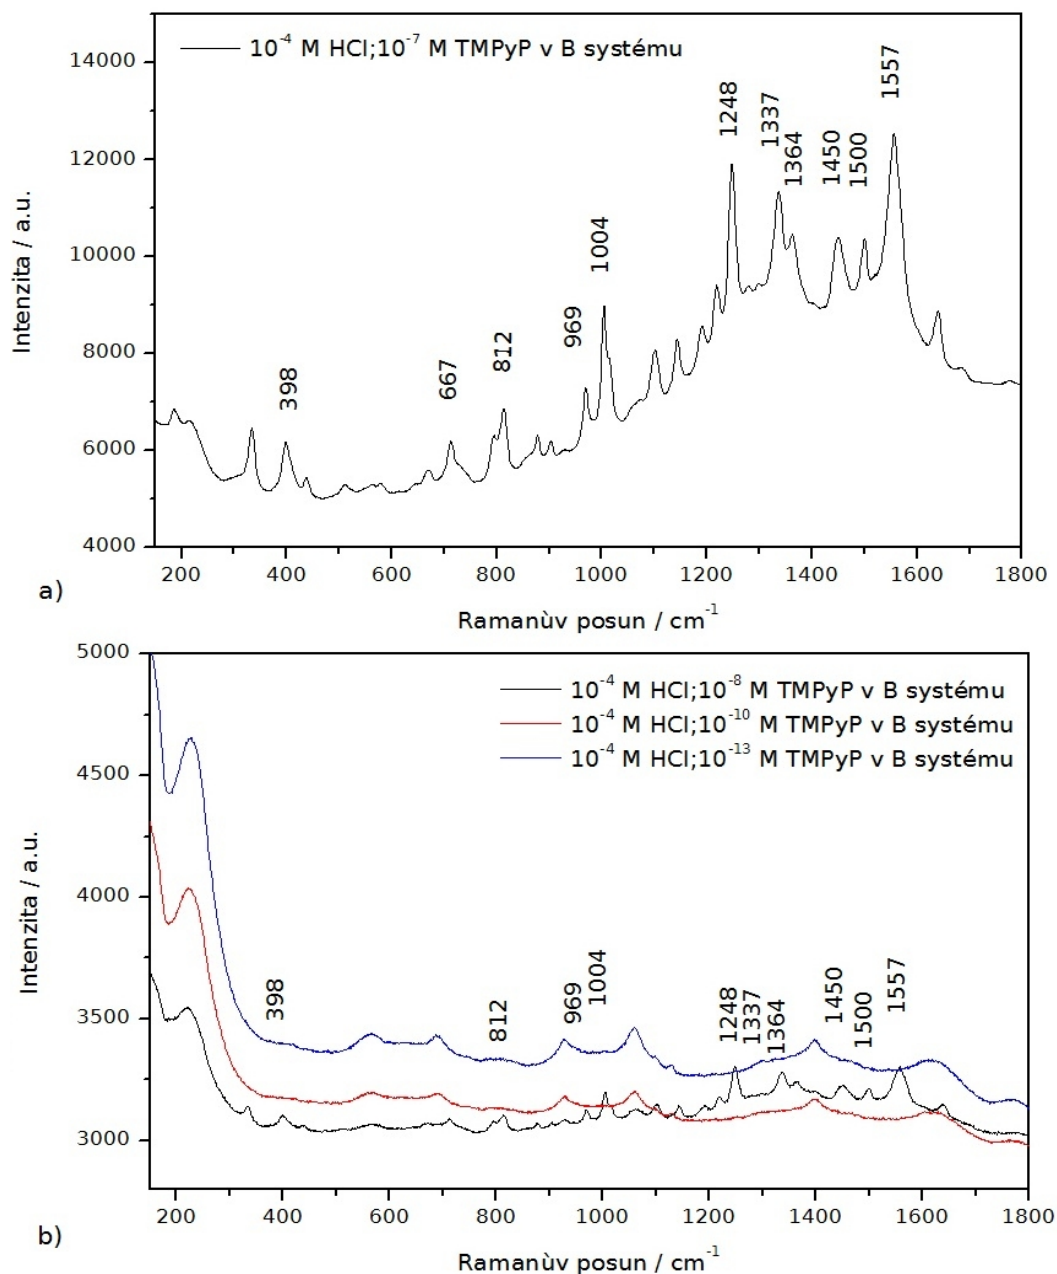 10-4 M HCl;10-7 M TMPyP v B systému
14000
12000
10000
8000
6000
4000
Intenzita / a.u.
398
667
812
969
1004
1248
1337
1364
1450
1500
1557
200 400 600 800 1000 1200 1400 1600 1800
a)
Ramanùv posun / cm-1
10-4 M HCl;10-8 M TMPyP v B systému
10-4 M HCl;10-10 M TMPyP v B systému
10-4 M HCl;10-13 M TMPyP v B systému
5000
4500
4000
3500
3000
Intenzita / a.u.
398
812
969
1004
1248
1337
1364
1450
1500
1557
200 400 600 800 1000 1200 1400 1600 1800
b)
Ramanùv posun / cm-1